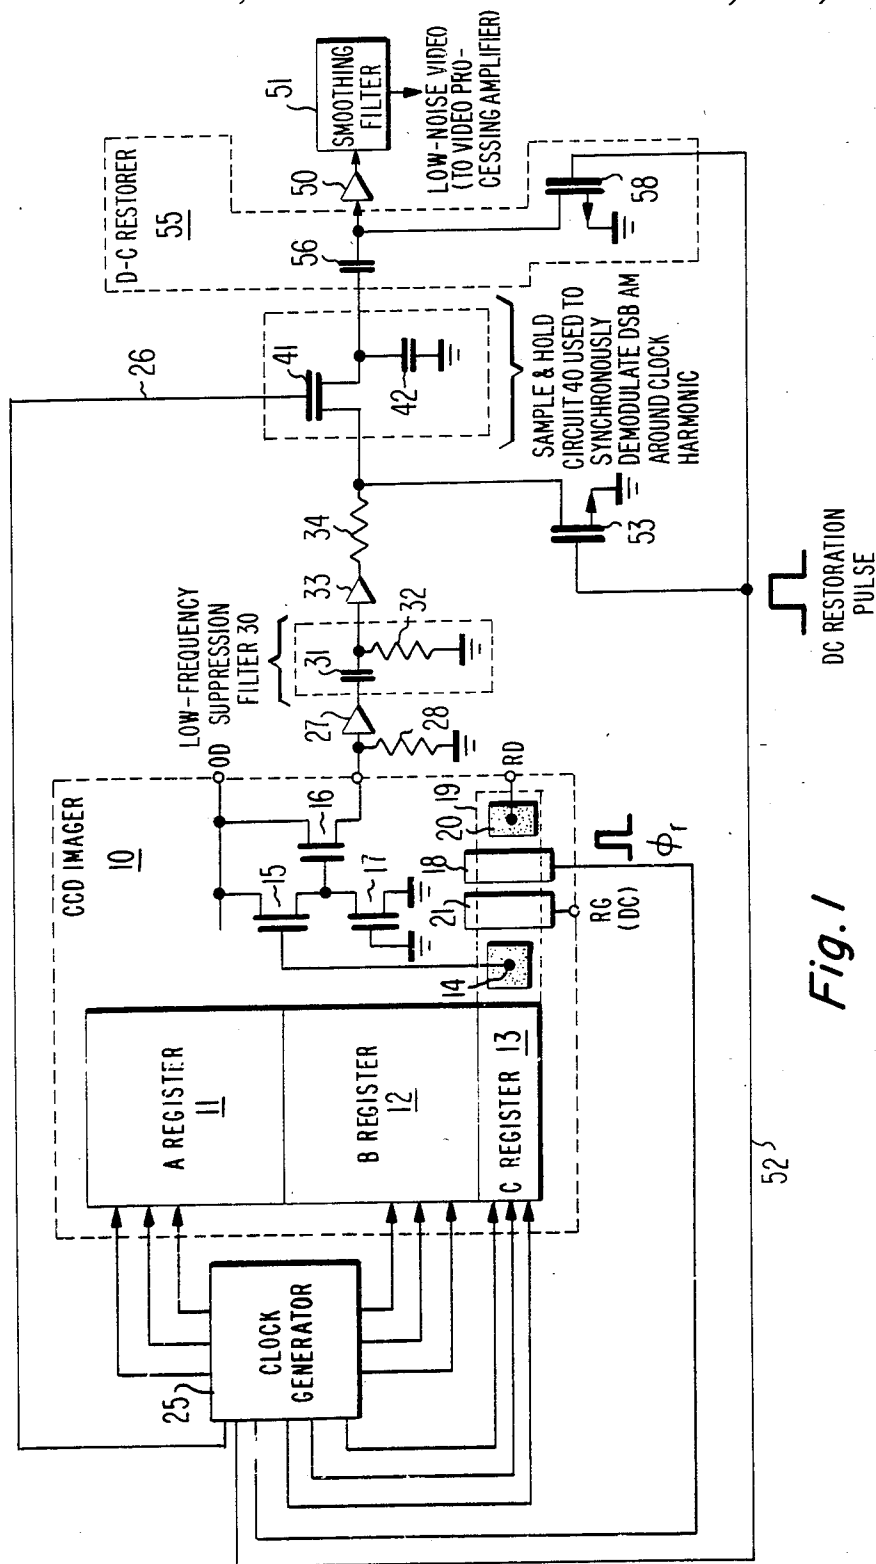 CLOCK
GENERATOR
25
CCD IMAGER
10
A REGISTER
11
B REGISTER
12
C REGISTER 13
14
15
16
17
OD
21
18
20
19
RD
RG
(DC)
ϕr
27
28
LOW-FREQUENCY
SUPPRESSION
FILTER 30
31
32
33
34
26
41
42
SAMPLE & HOLD
CIRCUIT 40 USED TO
SYNCHRONOUSLY
DEMODULATE DSB AM
AROUND CLOCK
HARMONIC
53
D-C RESTORER
55
56
50
58
51
SMOOTHING
FILTER
LOW-NOISE VIDEO
(TO VIDEO PRO-
CESSING AMPLIFIER)
52
DC RESTORATION
PULSE
Fig. 1